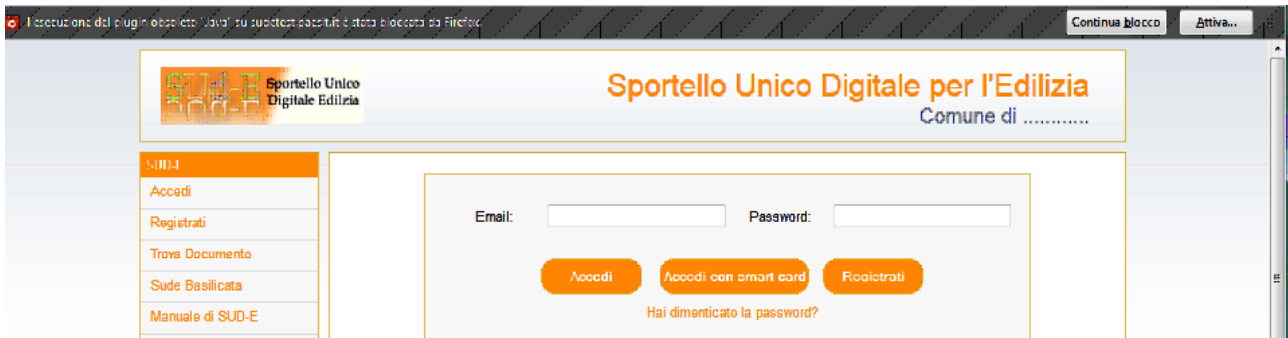 L'esecuzione del plugin obsoleto "Java" su sudetest.paesit.it è stata bloccata da Firefox.
Continua blocco
Attiva...
SUD-E
Sportello Unico
Digitale Edilizia
Sportello Unico Digitale per l'Edilizia
Comune di ............
SUD-E
Accedi
Registrati
Trova Documento
Sude Basilicata
Manuale di SUD-E
Email:
Password:
Accedi
Accedi con smart card
Registrati
Hai dimenticato la password?